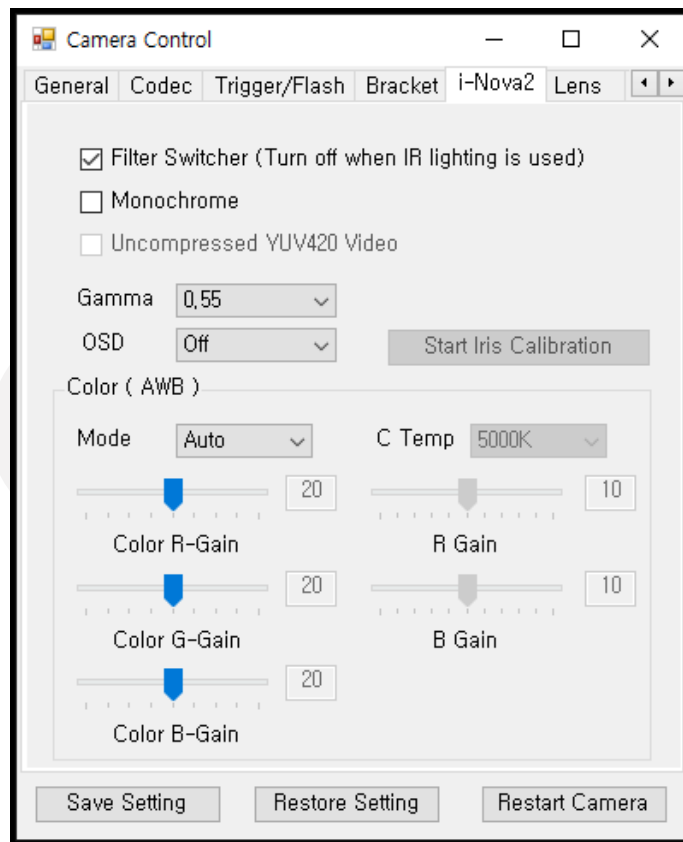 Camera Control
General Codec Trigger/Flash Bracket i-Nova2 Lens
Filter Switcher (Turn off when IR lighting is used)
Monochrome
Uncompressed YUV420 Video
Gamma 0.55
OSD Off Start Iris Calibration
Color ( AWB )
Mode Auto C Temp 5000K
20 10
Color R-Gain R Gain
20 10
Color G-Gain B Gain
20
Color B-Gain
Save Setting Restore Setting Restart Camera